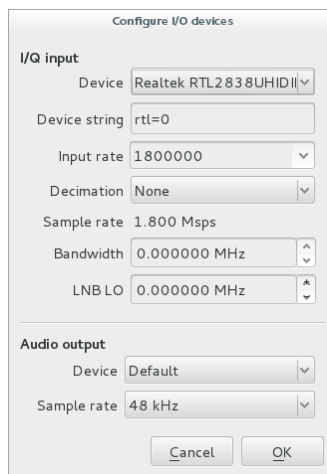 Configure I/O devices
I/Q input
Device Realtek RTL2838UHIDI
Device string rtl=0
Input rate 1800000
Decimation None
Sample rate 1.800 Msps
Bandwidth 0.000000 MHz
LNB LO 0.000000 MHz
Audio output
Device Default
Sample rate 48 kHz
Cancel OK